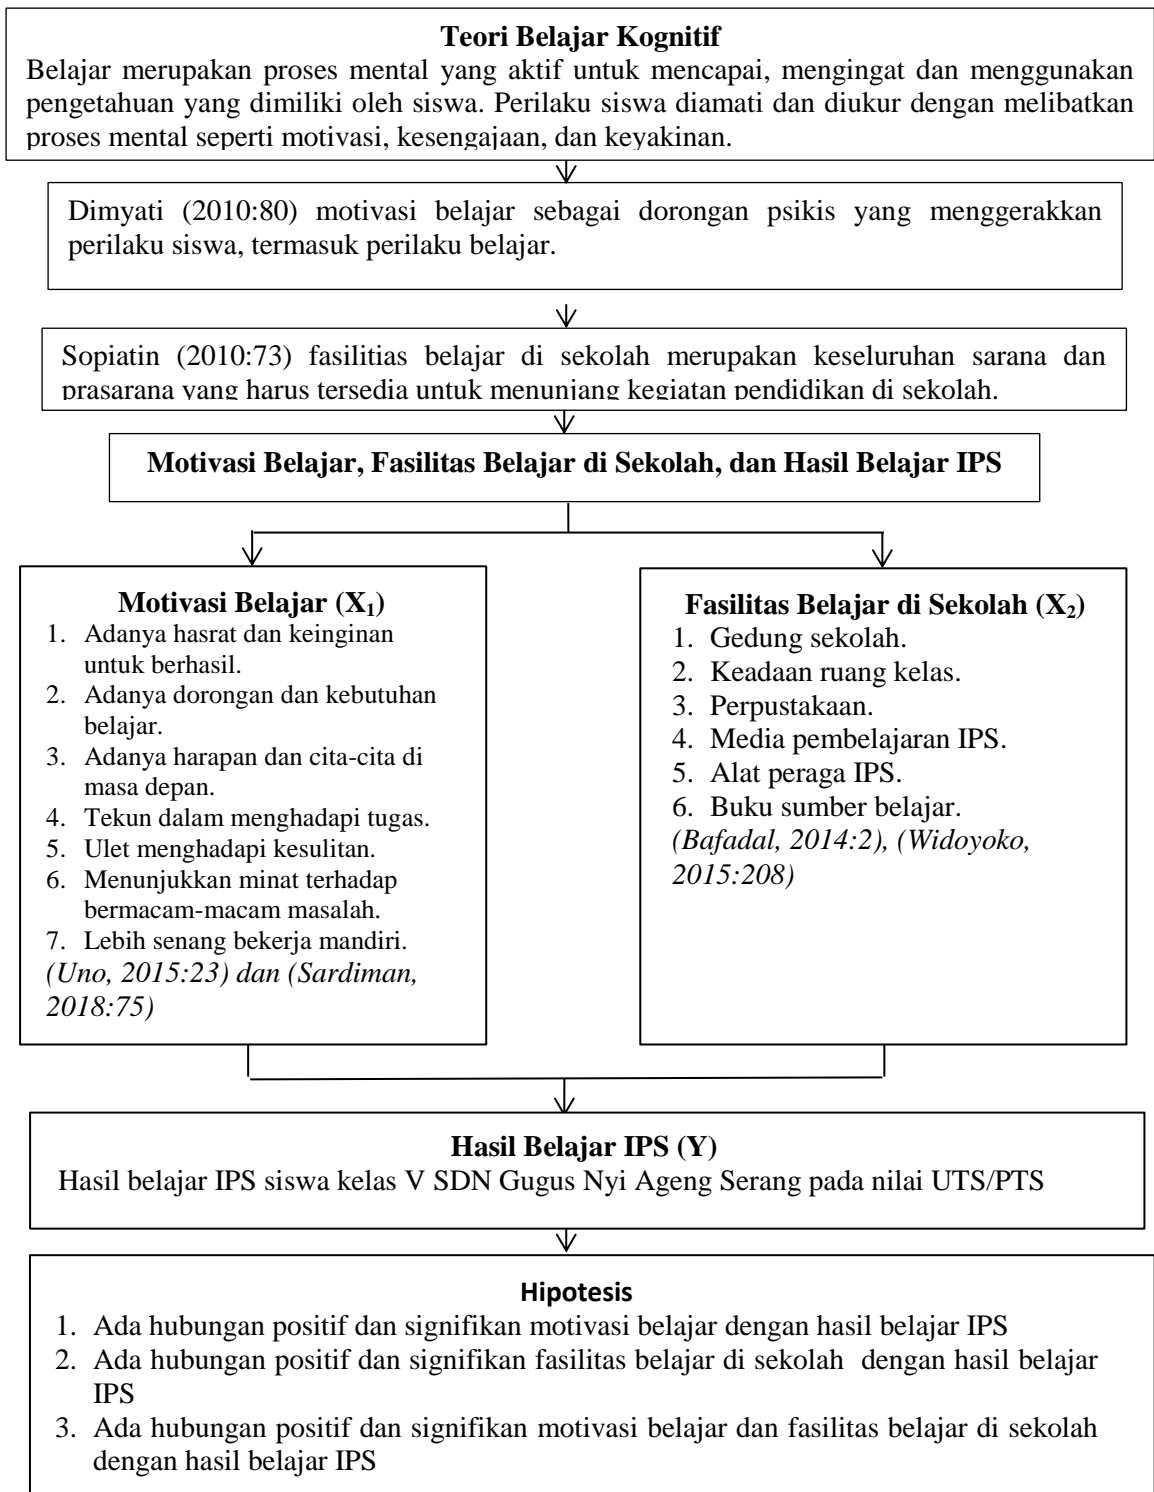 Teori Belajar Kognitif
Belajar merupakan proses mental yang aktif untuk mencapai, mengingat dan menggunakan
pengetahuan yang dimiliki oleh siswa. Perilaku siswa diamati dan diukur dengan melibatkan
proses mental seperti motivasi, kesengajaan, dan keyakinan.
Dimyati (2010:80) motivasi belajar sebagai dorongan psikis yang menggerakkan
perilaku siswa, termasuk perilaku belajar.
Sopiatin (2010:73) fasilitias belajar di sekolah merupakan keseluruhan sarana dan
prasarana yang harus tersedia untuk menunjang kegiatan pendidikan di sekolah.
Motivasi Belajar, Fasilitas Belajar di Sekolah, dan Hasil Belajar IPS
Motivasi Belajar (X₁)
1. Adanya hasrat dan keinginan
untuk berhasil.
2. Adanya dorongan dan kebutuhan
belajar.
3. Adanya harapan dan cita-cita di
masa depan.
4. Tekun dalam menghadapi tugas.
5. Ulet menghadapi kesulitan.
6. Menunjukkan minat terhadap
bermacam-macam masalah.
7. Lebih senang bekerja mandiri.
(Uno, 2015:23) dan (Sardiman,
2018:75)
Fasilitas Belajar di Sekolah (X₂)
1. Gedung sekolah.
2. Keadaan ruang kelas.
3. Perpustakaan.
4. Media pembelajaran IPS.
5. Alat peraga IPS.
6. Buku sumber belajar.
(Bafadal, 2014:2), (Widoyoko,
2015:208)
Hasil Belajar IPS (Y)
Hasil belajar IPS siswa kelas V SDN Gugus Nyi Ageng Serang pada nilai UTS/PTS
Hipotesis
1. Ada hubungan positif dan signifikan motivasi belajar dengan hasil belajar IPS
2. Ada hubungan positif dan signifikan fasilitas belajar di sekolah dengan hasil belajar
IPS
3. Ada hubungan positif dan signifikan motivasi belajar dan fasilitas belajar di sekolah
dengan hasil belajar IPS